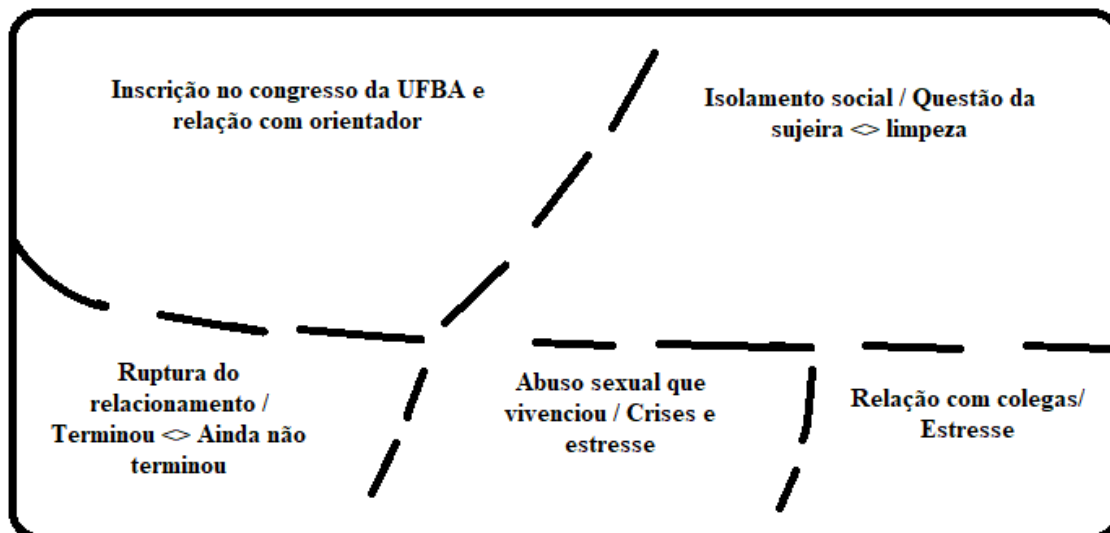 Inscrição no congresso da UFBA e
relação com orientador
Isolamento social / Questão da
sujeira <> limpeza
Ruptura do
relacionamento /
Terminou <> Ainda não
terminou
Abuso sexual que
vivenciou / Crises e
estresse
Relação com colegas/
Estresse